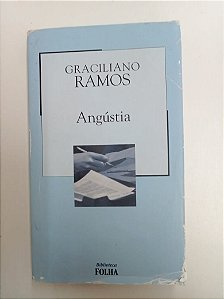 GRACILIANO
RAMOS
Angústia
Biblioteca
FOLHA